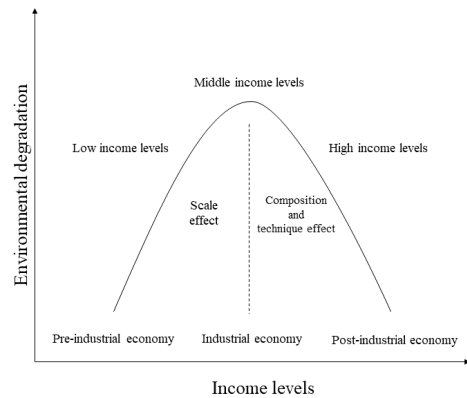 Environmental degradation
Middle income levels
Low income levels
High income levels
Scale
effect
Composition
and
technique effect
Pre-industrial economy
Industrial economy
Post-industrial economy
Income levels